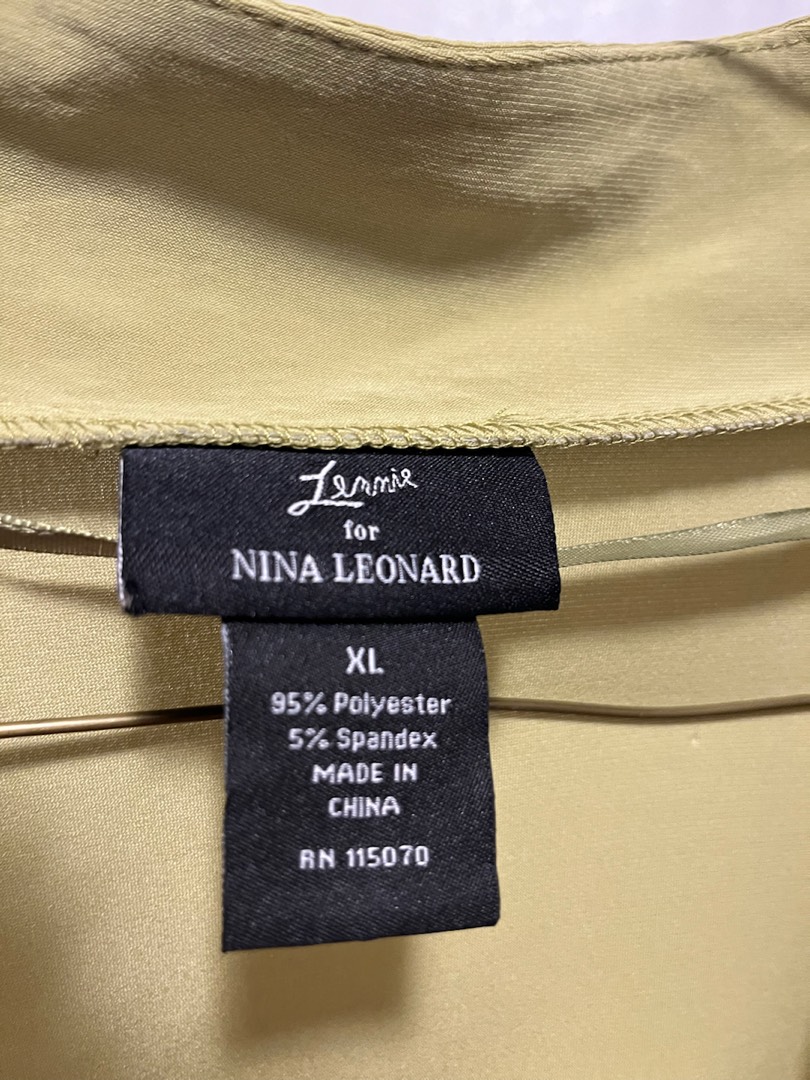 Lennie
for
NINA LEONARD
XL
95% Polyester
5% Spandex
MADE IN
CHINA
RN 115070